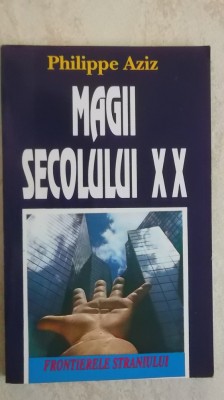 Philippe Aziz
MAGII
SECOLULUI XX
FRONTIERELE STRANIULUI